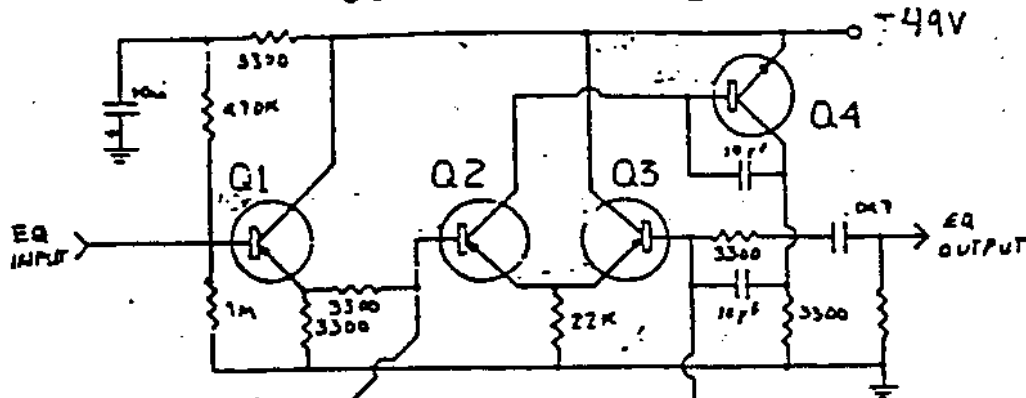 -49V
3300
470K
Q1
Q2
Q3
Q4
10pf
.047
EQ
INPUT
EQ
OUTPUT
1M
3300
3300
22K
3300
10pf
3300